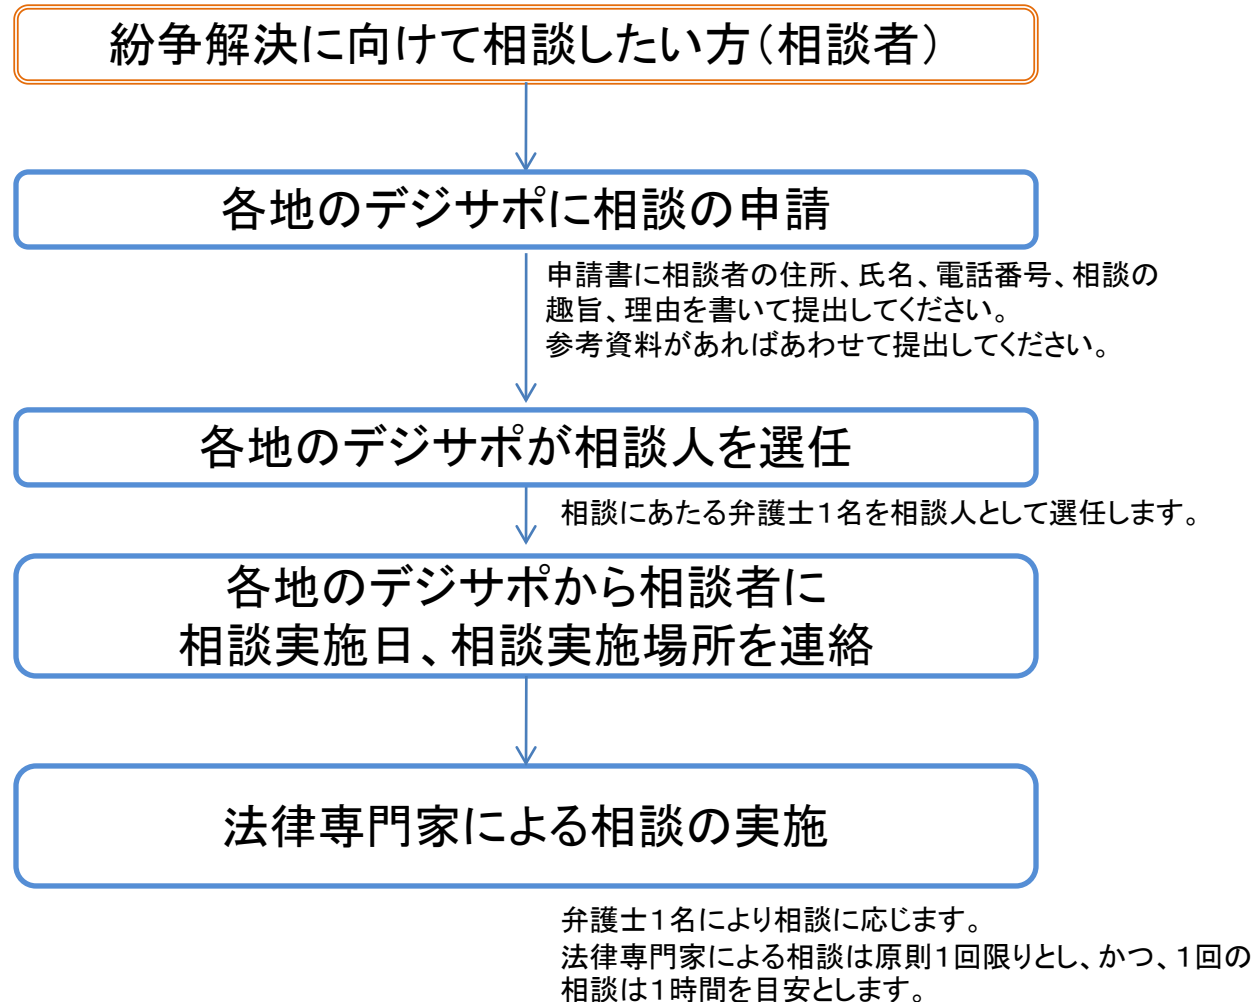 紛争解決に向けて相談したい方（相談者）
各地のデジサポに相談の申請
申請書に相談者の住所、氏名、電話番号、相談の
趣旨、理由を書いて提出してください。
参考資料があればあわせて提出してください。
各地のデジサポが相談人を選任
相談にあたる弁護士１名を相談人として選任します。
各地のデジサポから相談者に
相談実施日、相談実施場所を連絡
法律専門家による相談の実施
弁護士１名により相談に応じます。
法律専門家による相談は原則１回限りとし、かつ、１回の
相談は１時間を目安とします。